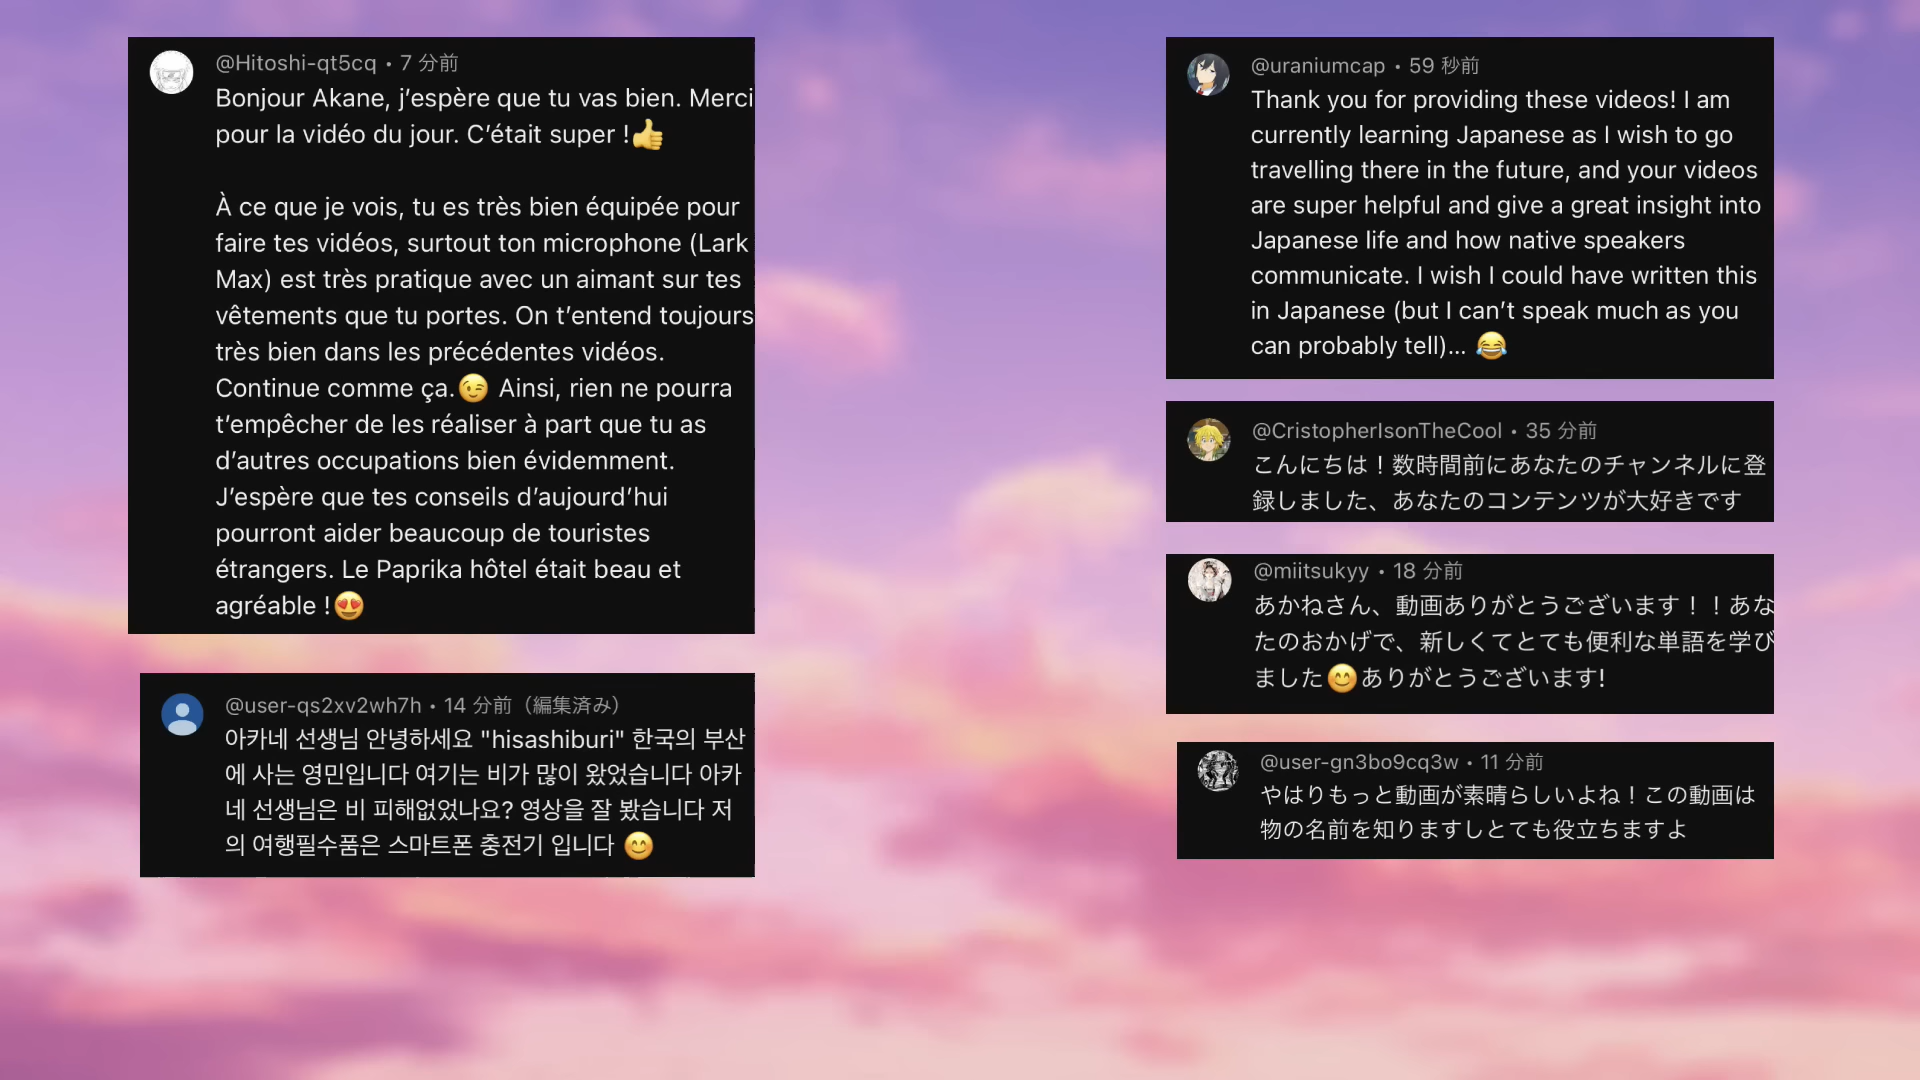 @Hitoshi-qt5cq • 7 分前
Bonjour Akane, j’espère que tu vas bien. Merci
pour la vidéo du jour. C’était super !👍
À ce que je vois, tu es très bien équipée pour
faire tes vidéos, surtout ton microphone (Lark
Max) est très pratique avec un aimant sur tes
vêtements que tu portes. On t’entend toujours
très bien dans les précédentes vidéos.
Continue comme ça.😉 Ainsi, rien ne pourra
t’empêcher de les réaliser à part que tu as
d’autres occupations bien évidemment.
J’espère que tes conseils d’aujourd’hui
pourront aider beaucoup de touristes
étrangers. Le Paprika hôtel était beau et
agréable !😍
@user-qs2xv2wh7h • 14 分前（編集済み）
아카네 선생님 안녕하세요 "hisashiburi" 한국의 부산
에 사는 영민입니다 여기는 비가 많이 왔었습니다 아카
네 선생님은 비 피해없었나요? 영상을 잘 봤습니다 저
의 여행필수품은 스마트폰 충전기 입니다 😊
@uraniumcap • 59 秒前
Thank you for providing these videos! I am
currently learning Japanese as I wish to go
travelling there in the future, and your videos
are super helpful and give a great insight into
Japanese life and how native speakers
communicate. I wish I could have written this
in Japanese (but I can’t speak much as you
can probably tell)... 😂
@CristopherIsonTheCool • 35 分前
こんにちは！数時間前にあなたのチャンネルに登
録しました、あなたのコンテンツが大好きです
@miitsukyy • 18 分前
あかねさん、動画ありがとうございます！！あな
たのおかげで、新しくてとても便利な単語を学び
ました😊ありがとうございます!
@user-gn3bo9cq3w • 11 分前
やはりもっと動画が素晴らしいよね！この動画は
物の名前を知りますしとても役立ちますよ